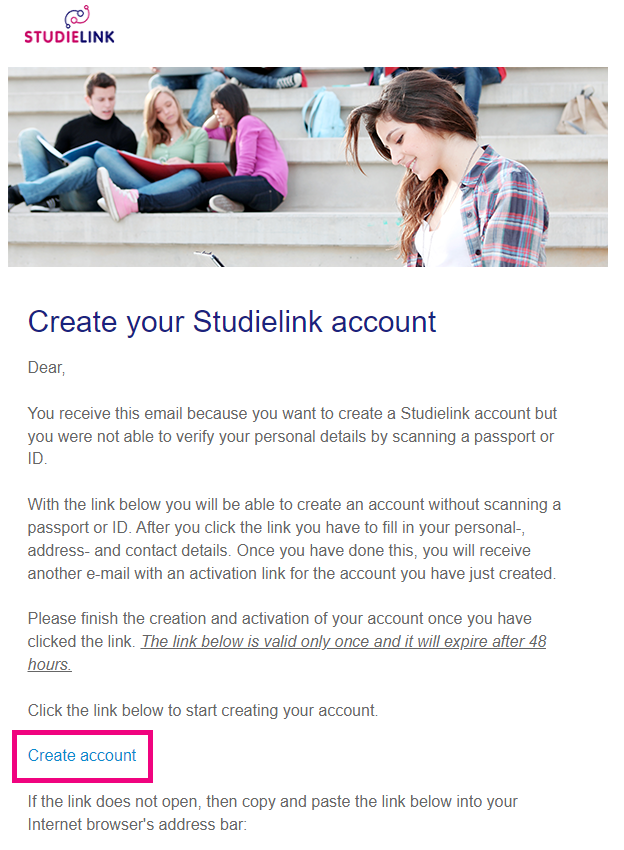 STUDIELINK
Create your Studielink account
Dear,
You receive this email because you want to create a Studielink account but
you were not able to verify your personal details by scanning a passport or
ID.
With the link below you will be able to create an account without scanning a
passport or ID. After you click the link you have to fill in your personal-,
address- and contact details. Once you have done this, you will receive
another e-mail with an activation link for the account you have just created.
Please finish the creation and activation of your account once you have
clicked the link. The link below is valid only once and it will expire after 48
hours.
Click the link below to start creating your account.
Create account
If the link does not open, then copy and paste the link below into your
Internet browser's address bar: